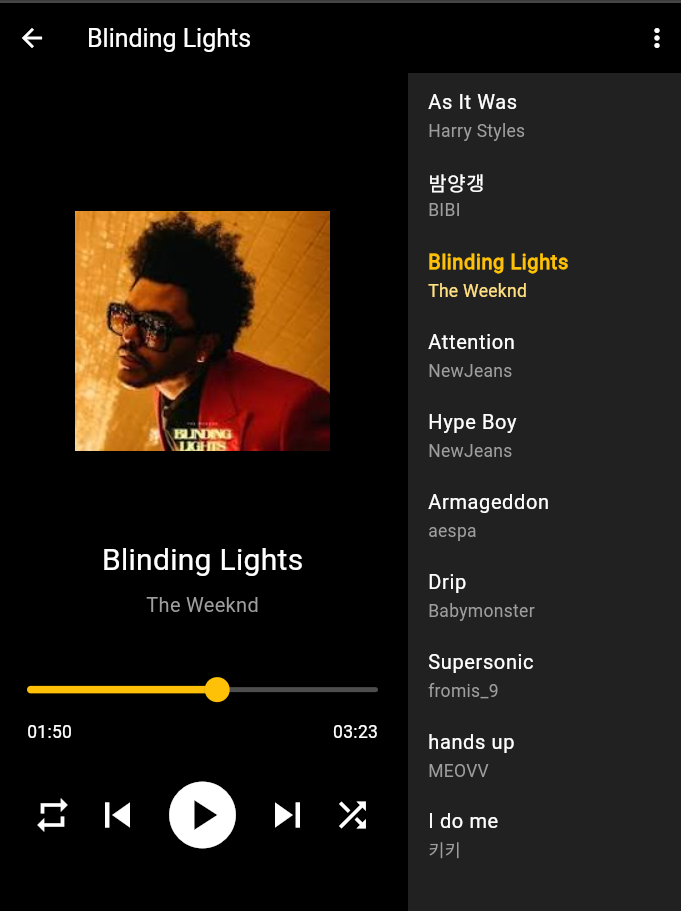 Blinding Lights
BLINDING
LIGHTS
Blinding Lights
The Weeknd
01:50
03:23
As It Was
Harry Styles
밤양갱
BIBI
Blinding Lights
The Weeknd
Attention
NewJeans
Hype Boy
NewJeans
Armageddon
aespa
Drip
Babymonster
Supersonic
fromis_9
hands up
MEOVV
I do me
키키